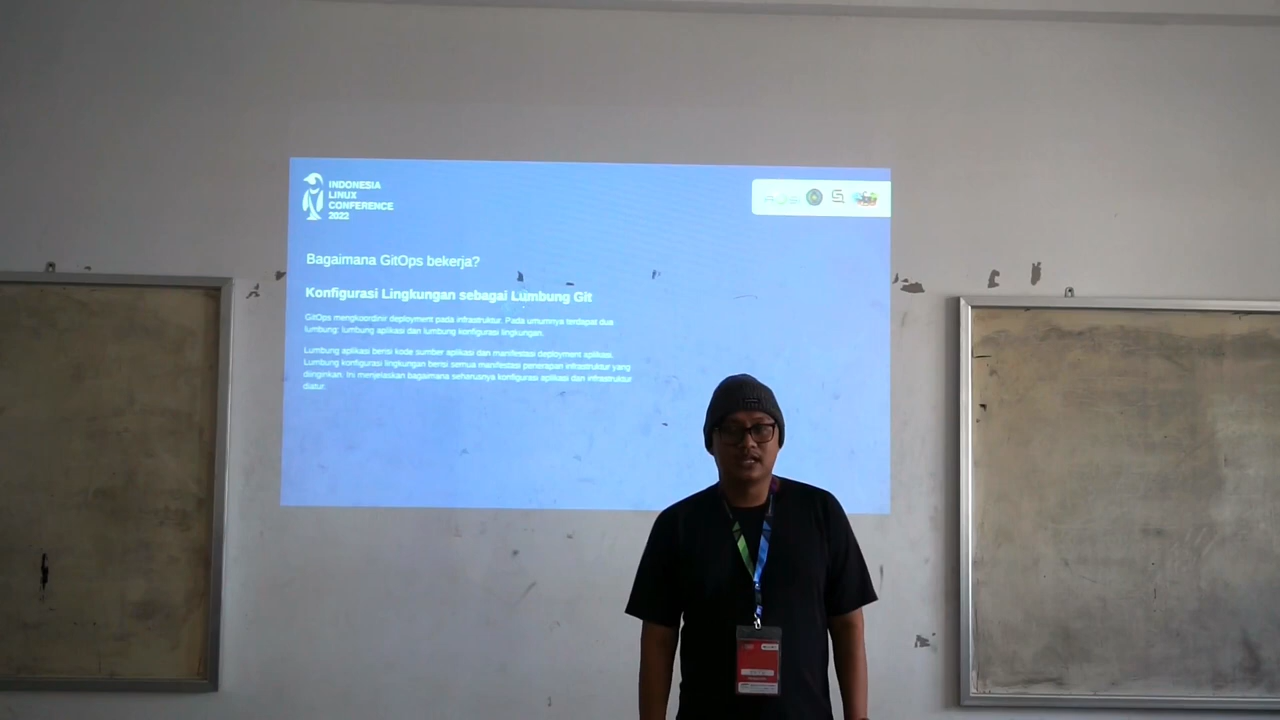 INDONESIA
LINUX
CONFERENCE
2022
Bagaimana GitOps bekerja?
Konfigurasi Lingkungan sebagai Lumbung Git
GitOps mengkoordinir deployment pada infrastruktur. Pada umumnya terdapat dua
lumbung: lumbung aplikasi dan lumbung konfigurasi lingkungan.
Lumbung aplikasi berisi kode sumber aplikasi dan manifestasi deployment aplikasi.
Lumbung konfigurasi lingkungan berisi semua manifestasi penerapan infrastruktur yang
diinginkan. Ini menjelaskan bagaimana seharusnya konfigurasi aplikasi dan infrastruktur
diatur.